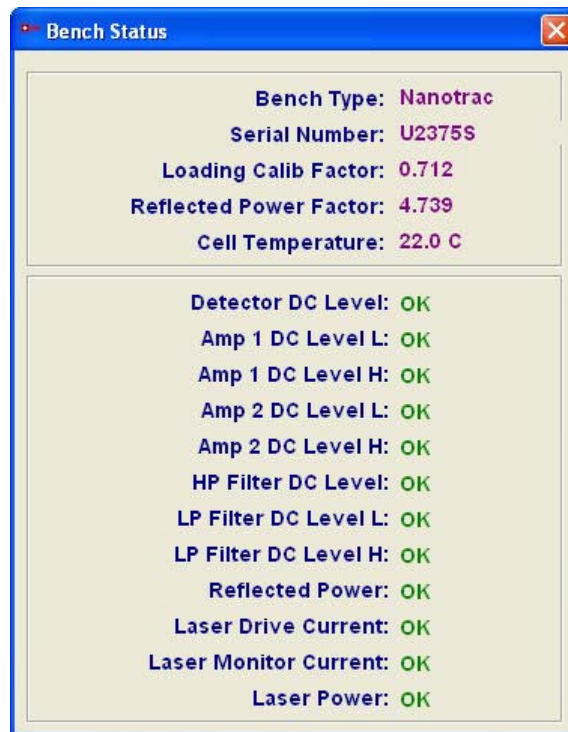 Bench Status
Bench Type: Nanotrac
Serial Number: U2375S
Loading Calib Factor: 0.712
Reflected Power Factor: 4.739
Cell Temperature: 22.0 C
Detector DC Level: OK
Amp 1 DC Level L: OK
Amp 1 DC Level H: OK
Amp 2 DC Level L: OK
Amp 2 DC Level H: OK
HP Filter DC Level: OK
LP Filter DC Level L: OK
LP Filter DC Level H: OK
Reflected Power: OK
Laser Drive Current: OK
Laser Monitor Current: OK
Laser Power: OK